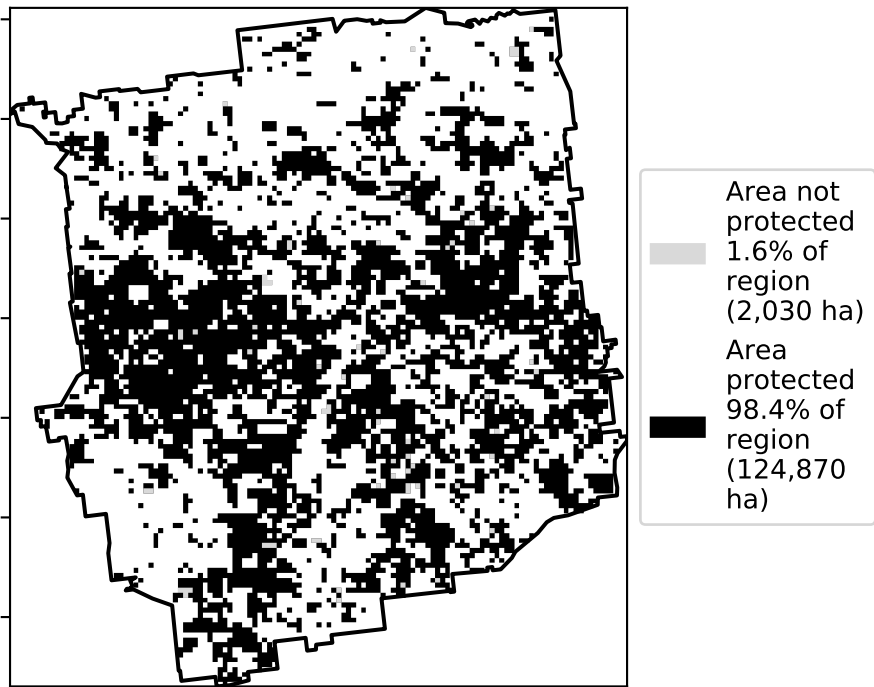 Area not
protected
1.6% of
region
(2,030 ha)
Area
protected
98.4% of
region
(124,870
ha)